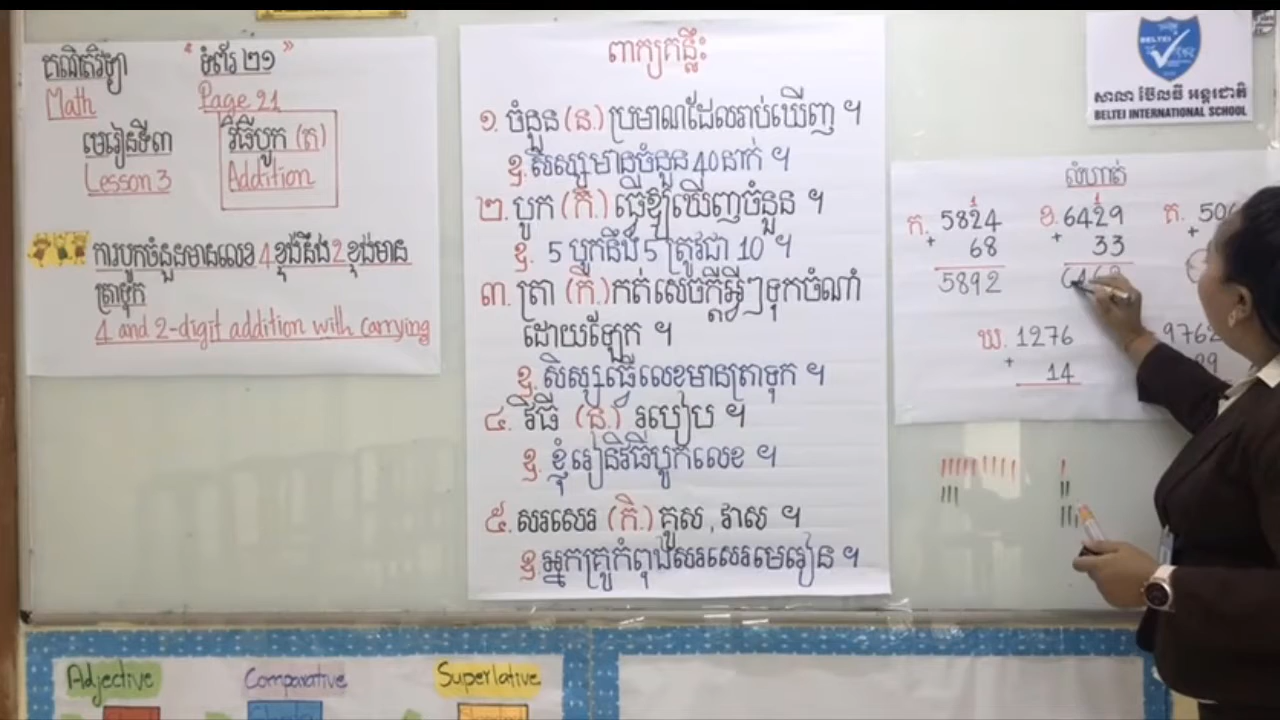 គណិតវិទ្យា
Math
" ទំព័រ ២១ "
Page 21
មេរៀនទី៣
Lesson 3
វិធីបូក (ត)
Addition
ការបូកចំនួនមានលេខ 4 ខ្ទង់នឹង 2 ខ្ទង់មាន
ត្រាទុក
4 and 2-digit addition with carrying
ពាក្យគន្លឹះ
១. ចំនួន (ន.) ប្រមាណដែលរាប់ឃើញ ។
ឧ. សិស្សមានចំនួន 40 នាក់ ។
២. បូក (កិ.) ធ្វើឱ្យឃើញចំនួន ។
ឧ. 5 បូកនឹង 5 ត្រូវជា 10 ។
៣. ត្រា (កិ.) កត់សេចក្ដីអ្វីៗទុកចំណាំ
ដោយឡែក ។
ឧ. សិស្សធ្វើលេខមានត្រាទុក ។
៤. វិធី (ន.) របៀប ។
ឧ. ខ្ញុំរៀនវិធីបូកលេខ ។
៥. សរសេរ (កិ.) គូស , វាស ។
ឧ. អ្នកគ្រូកំពុងសរសេរមេរៀន ។
BELTEI
សាលា ប៊ែលធី អន្តរជាតិ
BELTEI INTERNATIONAL SCHOOL
លំហាត់
1
ក. 5824
+ 68
5892
1
ខ. 6429
+ 33
6462
ត. 506
+
ឃ. 1276
+ 14
9762
Adjective
Comparative
Superlative